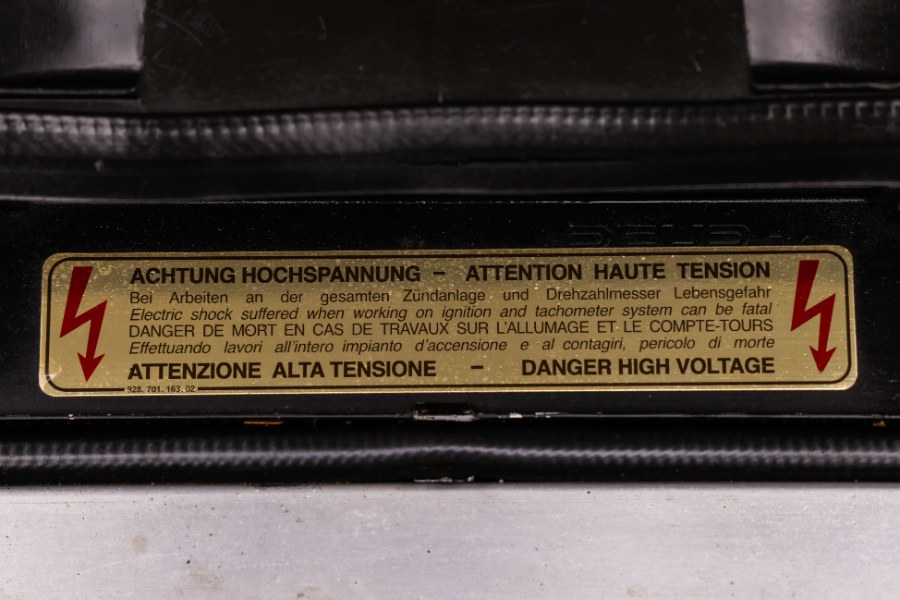 ACHTUNG HOCHSPANNUNG - ATTENTION HAUTE TENSION
Bei Arbeiten an der gesamten Zündanlage und Drehzahlmesser Lebensgefahr
Electric shock suffered when working on ignition and tachometer system can be fatal
DANGER DE MORT EN CAS DE TRAVAUX SUR L'ALLUMAGE ET LE COMPTE-TOURS
Effettuando lavori all'intero impianto d'accensione e al contagiri, pericolo di morte
ATTENZIONE ALTA TENSIONE - DANGER HIGH VOLTAGE
928. 701. 163. 02